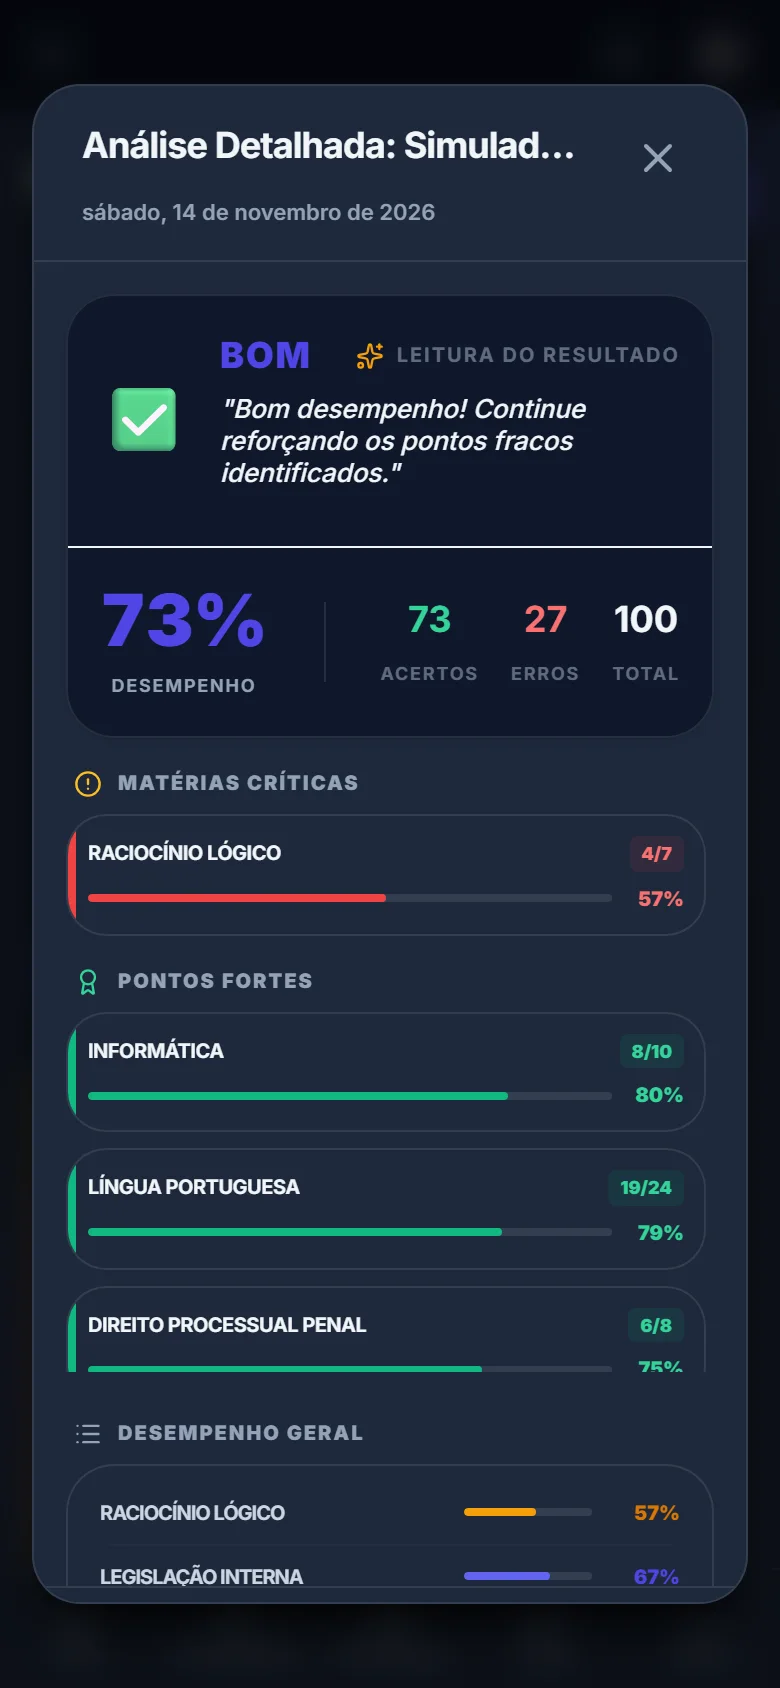 Análise Detalhada: Simulad...
sábado, 14 de novembro de 2026
BOM
LEITURA DO RESULTADO
"Bom desempenho! Continue
reforçando os pontos fracos
identificados."
73%
DESEMPENHO
73
ACERTOS
27
ERROS
100
TOTAL
MATÉRIAS CRÍTICAS
RACIOCÍNIO LÓGICO
4/7
57%
PONTOS FORTES
INFORMÁTICA
8/10
80%
LÍNGUA PORTUGUESA
19/24
79%
DIREITO PROCESSUAL PENAL
6/8
75%
DESEMPENHO GERAL
RACIOCÍNIO LÓGICO
57%
LEGISLAÇÃO INTERNA
67%